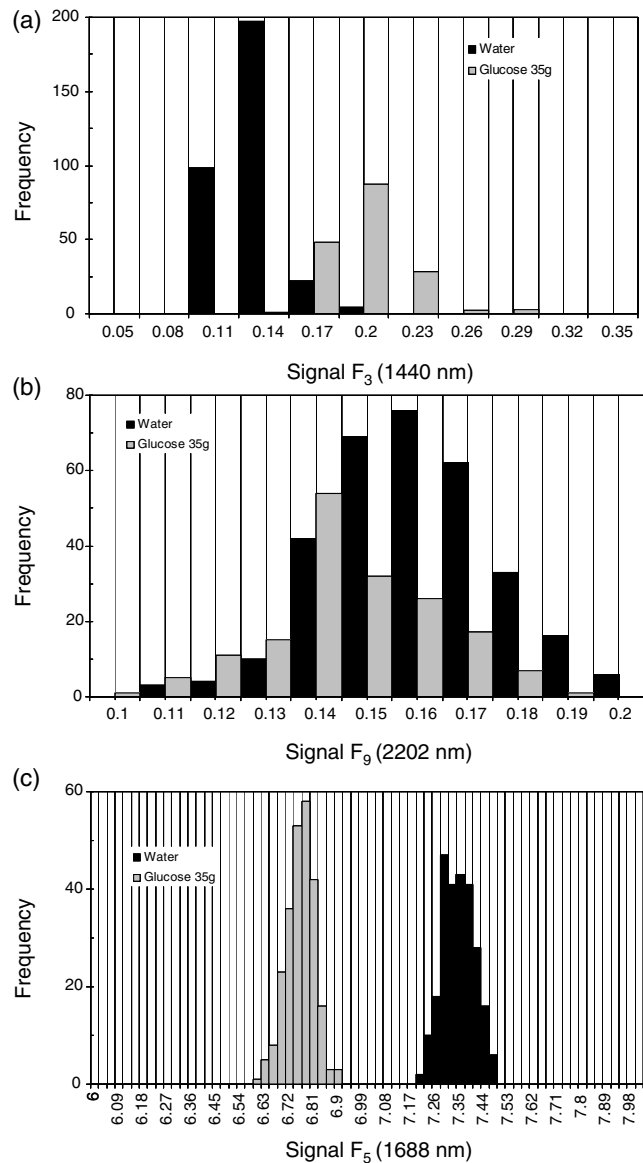 (a)
200
150
100
50
0
Frequency
Water
Glucose 35g
0.05 0.08 0.11 0.14 0.17 0.2 0.23 0.26 0.29 0.32 0.35
Signal F3 (1440 nm)
(b)
80
60
40
20
0
Frequency
Water
Glucose 35g
0.1 0.11 0.12 0.13 0.14 0.15 0.16 0.17 0.18 0.19 0.2
Signal F9 (2202 nm)
(c)
60
40
20
0
Frequency
Water
Glucose 35g
6 6.09 6.18 6.27 6.36 6.45 6.54 6.63 6.72 6.81 6.9 6.99 7.08 7.17 7.26 7.35 7.44 7.53 7.62 7.71 7.8 7.89 7.98
Signal F5 (1688 nm)